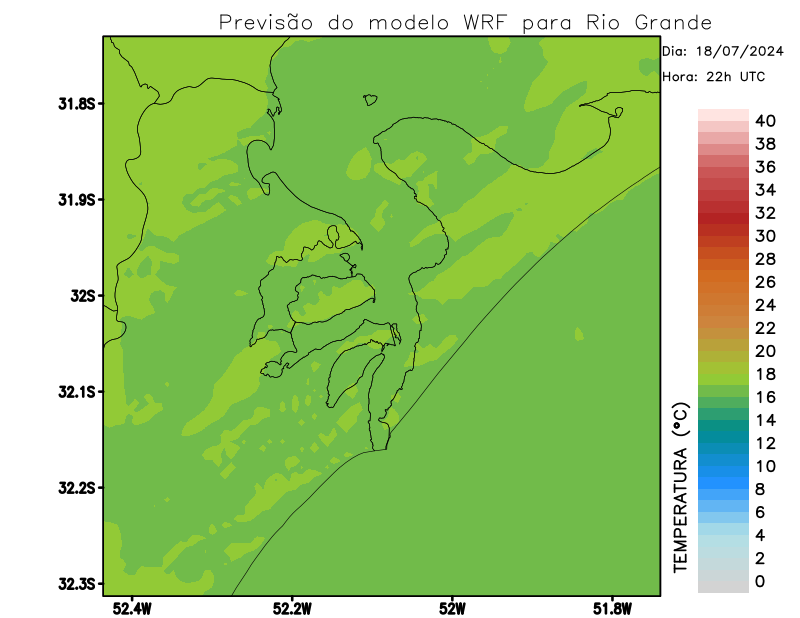 Previsão do modelo WRF para Rio Grande
Dia: 18/07/2024
Hora: 22h UTC
31.8S
31.9S
32S
32.1S
32.2S
32.3S
52.4W
52.2W
52W
51.8W
TEMPERATURA (°C)
40
38
36
34
32
30
28
26
24
22
20
18
16
14
12
10
8
6
4
2
0